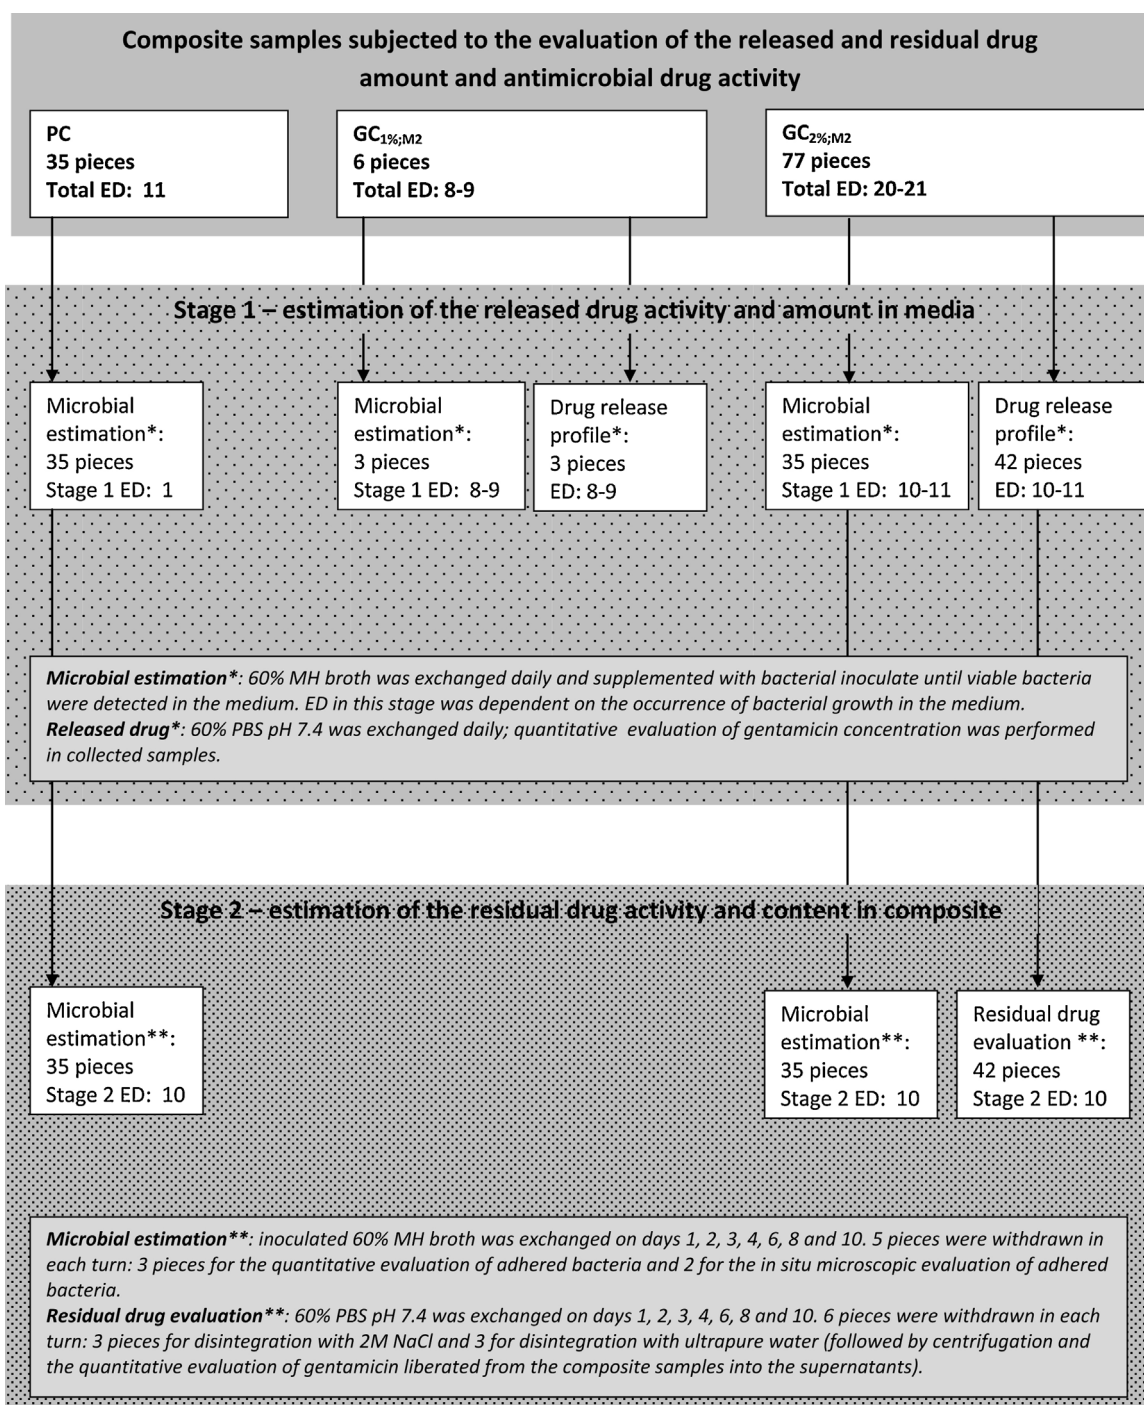 Composite samples subjected to the evaluation of the released and residual drug
amount and antimicrobial drug activity
PC
35 pieces
Total ED: 11
GC1%;M2
6 pieces
Total ED: 8-9
GC2%;M2
77 pieces
Total ED: 20-21
Stage 1 – estimation of the released drug activity and amount in media
Microbial
estimation*:
35 pieces
Stage 1 ED: 1
Microbial
estimation*:
3 pieces
Stage 1 ED: 8-9
Drug release
profile*:
3 pieces
ED: 8-9
Microbial
estimation*:
35 pieces
Stage 1 ED: 10-11
Drug release
profile*:
42 pieces
ED: 10-11
Microbial estimation*: 60% MH broth was exchanged daily and supplemented with bacterial inoculate until viable bacteria
were detected in the medium. ED in this stage was dependent on the occurrence of bacterial growth in the medium.
Released drug*: 60% PBS pH 7.4 was exchanged daily; quantitative evaluation of gentamicin concentration was performed
in collected samples.
Stage 2 – estimation of the residual drug activity and content in composite
Microbial
estimation**:
35 pieces
Stage 2 ED: 10
Microbial
estimation**:
35 pieces
Stage 2 ED: 10
Residual drug
evaluation **:
42 pieces
Stage 2 ED: 10
Microbial estimation**: inoculated 60% MH broth was exchanged on days 1, 2, 3, 4, 6, 8 and 10. 5 pieces were withdrawn in
each turn: 3 pieces for the quantitative evaluation of adhered bacteria and 2 for the in situ microscopic evaluation of adhered
bacteria.
Residual drug evaluation**: 60% PBS pH 7.4 was exchanged on days 1, 2, 3, 4, 6, 8 and 10. 6 pieces were withdrawn in each
turn: 3 pieces for disintegration with 2M NaCl and 3 for disintegration with ultrapure water (followed by centrifugation and
the quantitative evaluation of gentamicin liberated from the composite samples into the supernatants).